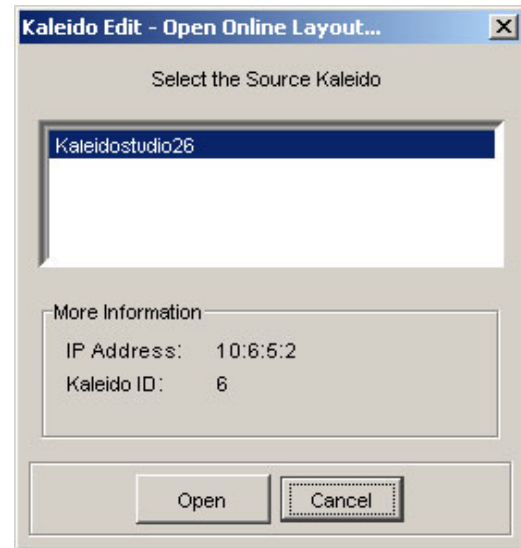 Kaleido Edit - Open Online Layout...
Select the Source Kaleido
Kaleidostudio26
More Information
IP Address: 10:6:5:2
Kaleido ID: 6
Open Cancel